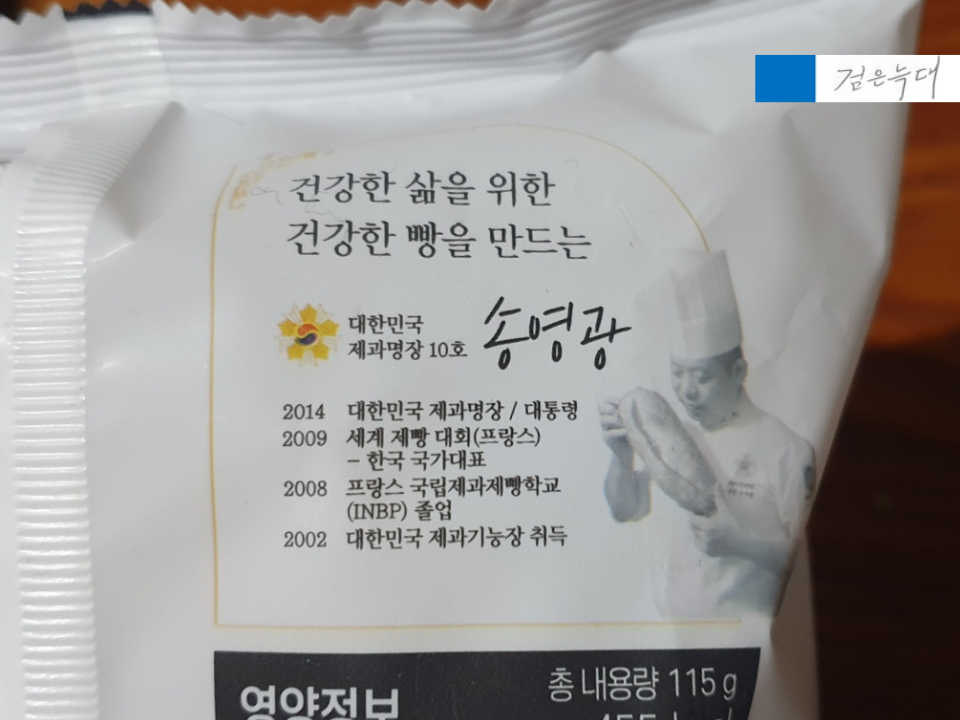 검은늑대
건강한 삶을 위한
건강한 빵을 만드는
대한민국
제과명장 10호 송영광
2014 대한민국 제과명장 / 대통령
2009 세계 제빵 대회(프랑스)
- 한국 국가대표
2008 프랑스 국립제과제빵학교
(INBP) 졸업
2002 대한민국 제과기능장 취득
영양정보 총 내용량 115 g